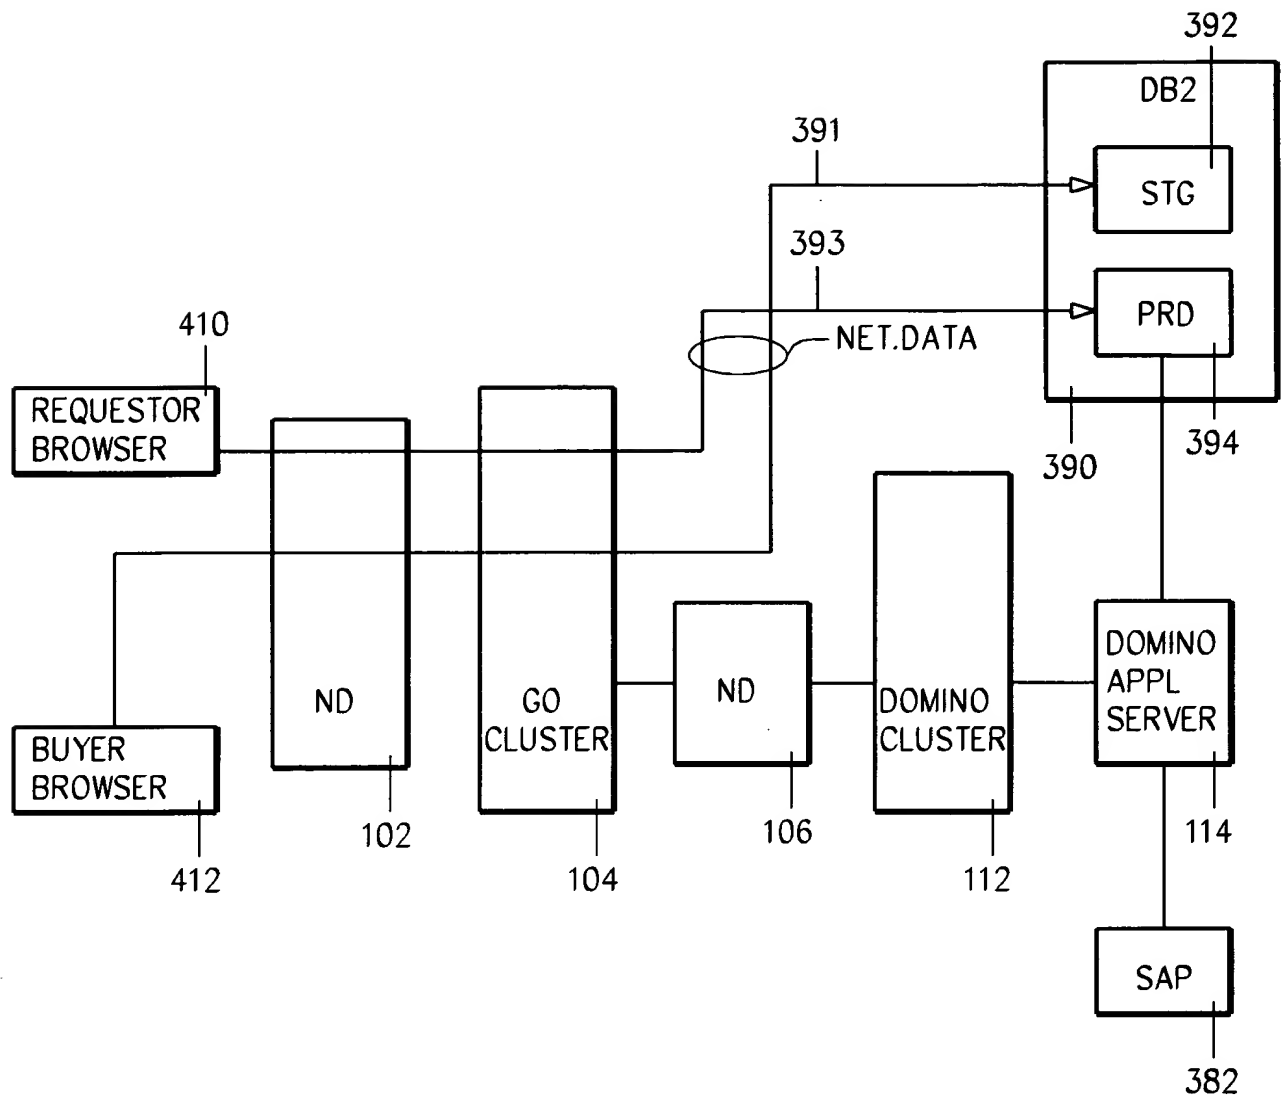 392
DB2
391
STG
393
PRD
NET.DATA
410
REQUESTOR
BROWSER
394
390
ND
GO
CLUSTER
ND
DOMINO
CLUSTER
DOMINO
APPL
SERVER
BUYER
BROWSER
102
106
114
412
104
112
SAP
382